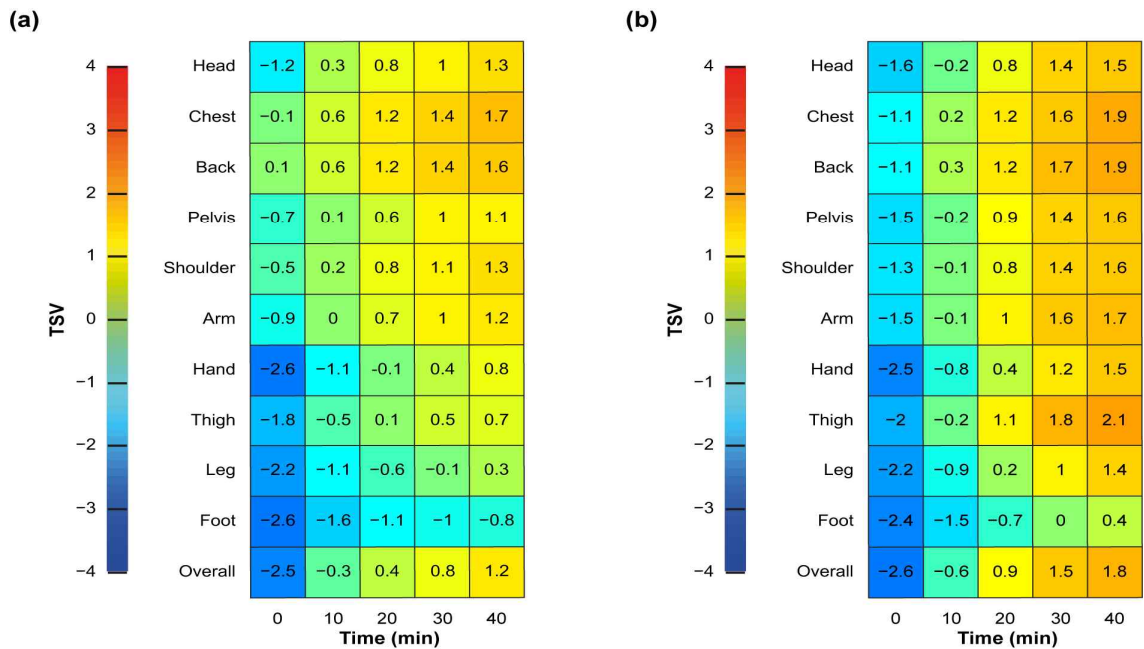 (a)
TSV
4
3
2
1
0
−1
−2
−3
−4
Head −1.2 0.3 0.8 1 1.3
Chest −0.1 0.6 1.2 1.4 1.7
Back 0.1 0.6 1.2 1.4 1.6
Pelvis −0.7 0.1 0.6 1 1.1
Shoulder −0.5 0.2 0.8 1.1 1.3
Arm −0.9 0 0.7 1 1.2
Hand −2.6 −1.1 -0.1 0.4 0.8
Thigh −1.8 −0.5 0.1 0.5 0.7
Leg −2.2 −1.1 −0.6 −0.1 0.3
Foot −2.6 −1.6 −1.1 −1 −0.8
Overall −2.5 −0.3 0.4 0.8 1.2
0 10 20 30 40
Time (min)
(b)
TSV
4
3
2
1
0
−1
−2
−3
−4
Head −1.6 −0.2 0.8 1.4 1.5
Chest −1.1 0.2 1.2 1.6 1.9
Back −1.1 0.3 1.2 1.7 1.9
Pelvis −1.5 −0.2 0.9 1.4 1.6
Shoulder −1.3 −0.1 0.8 1.4 1.6
Arm −1.5 −0.1 1 1.6 1.7
Hand −2.5 −0.8 0.4 1.2 1.5
Thigh −2 −0.2 1.1 1.8 2.1
Leg −2.2 −0.9 0.2 1 1.4
Foot −2.4 −1.5 −0.7 0 0.4
Overall −2.6 −0.6 0.9 1.5 1.8
0 10 20 30 40
Time (min)